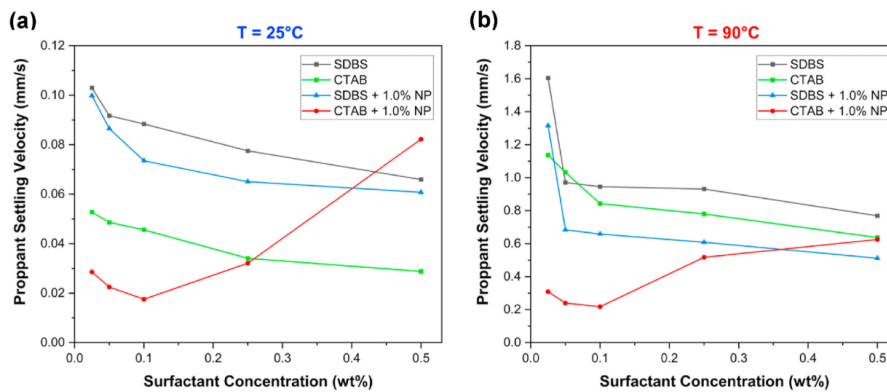 (a)
T = 25°C
Proppant Settling Velocity (mm/s)
0.12
0.10
0.08
0.06
0.04
0.02
0.00
SDBS
CTAB
SDBS + 1.0% NP
CTAB + 1.0% NP
0.0 0.1 0.2 0.3 0.4 0.5
Surfactant Concentration (wt%)
(b)
T = 90°C
Proppant Settling Velocity (mm/s)
1.8
1.6
1.4
1.2
1.0
0.8
0.6
0.4
0.2
0.0
SDBS
CTAB
SDBS + 1.0% NP
CTAB + 1.0% NP
0.0 0.1 0.2 0.3 0.4 0.5
Surfactant Concentration (wt%)